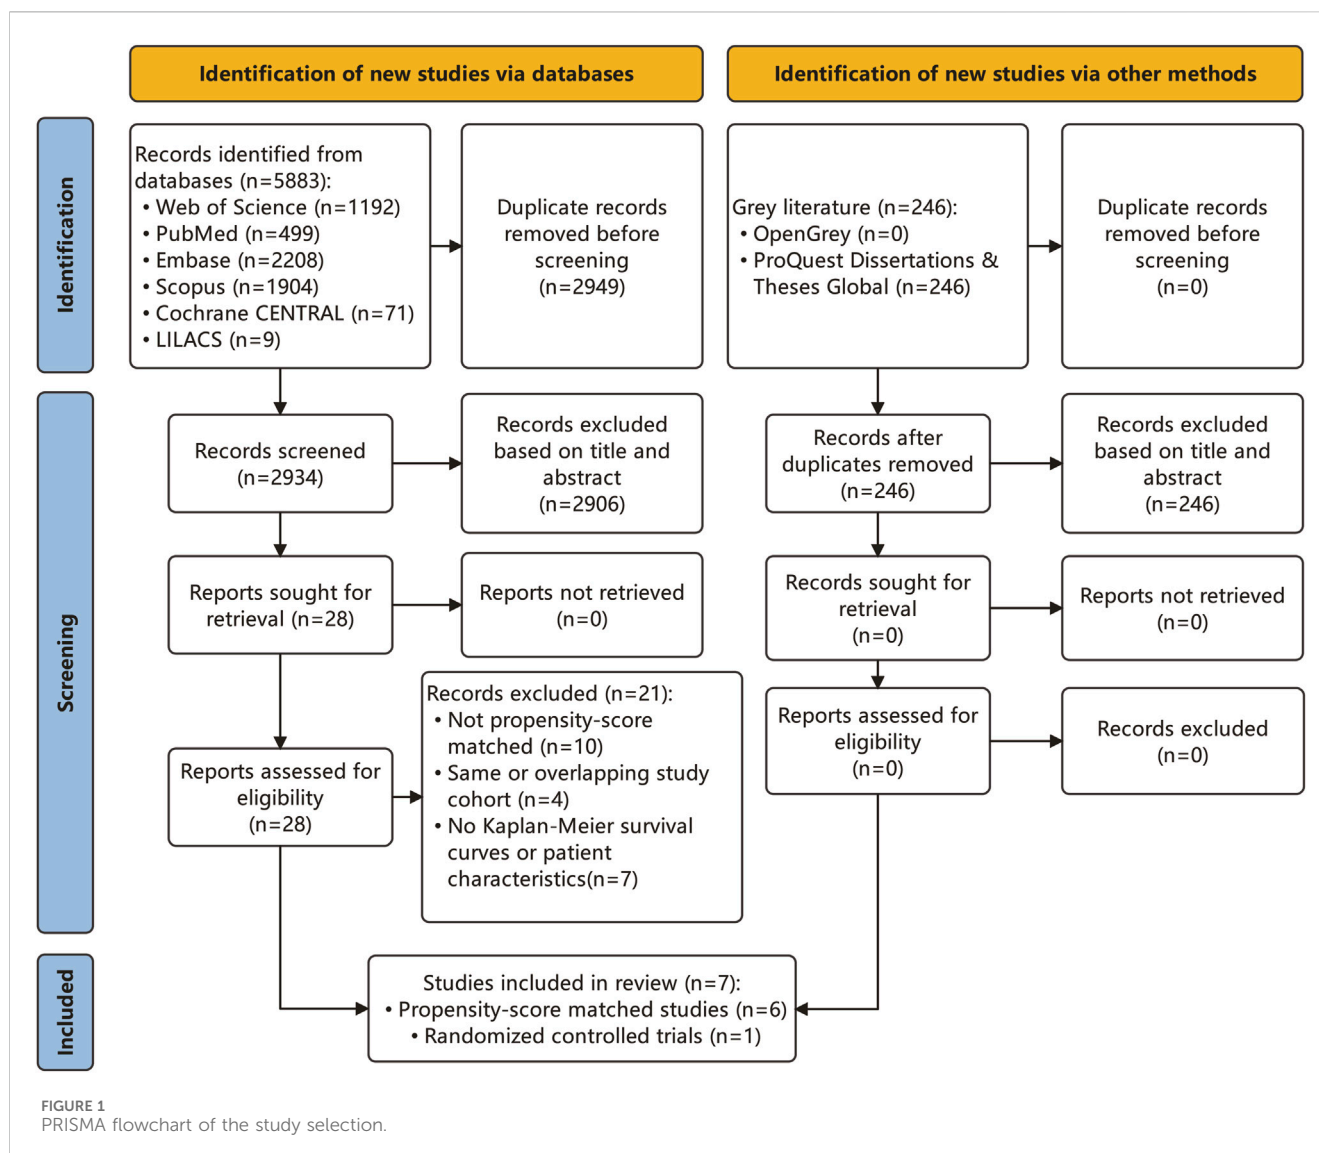 Identification of new studies via databases
Identification of new studies via other methods
Identification
Records identified from
databases (n=5883):
• Web of Science (n=1192)
• PubMed (n=499)
• Embase (n=2208)
• Scopus (n=1904)
• Cochrane CENTRAL (n=71)
• LILACS (n=9)
Duplicate records
removed before
screening
(n=2949)
Grey literature (n=246):
• OpenGrey (n=0)
• ProQuest Dissertations &
Theses Global (n=246)
Duplicate records
removed before
screening
(n=0)
Screening
Records screened
(n=2934)
Records excluded
based on title and
abstract
(n=2906)
Records after
duplicates removed
(n=246)
Records excluded
based on title and
abstract
(n=246)
Reports sought for
retrieval (n=28)
Reports not retrieved
(n=0)
Records sought for
retrieval
(n=0)
Reports not retrieved
(n=0)
Reports assessed for
eligibility
(n=28)
Records excluded (n=21):
• Not propensity-score
matched (n=10)
• Same or overlapping study
cohort (n=4)
• No Kaplan-Meier survival
curves or patient
characteristics(n=7)
Reports assessed for
eligibility
(n=0)
Records excluded
(n=0)
Included
Studies included in review (n=7):
• Propensity-score matched studies (n=6)
• Randomized controlled trials (n=1)
FIGURE 1
PRISMA flowchart of the study selection.